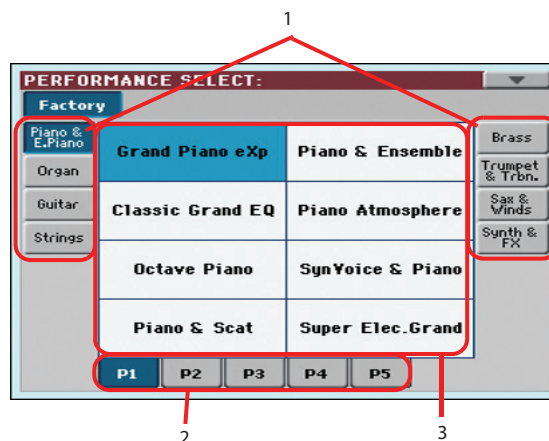 1
PERFORMANCE SELECT:
Factory
Piano &
E.Piano
Organ
Guitar
Strings
Grand Piano eXp
Piano & Ensemble
Classic Grand EQ
Piano Atmosphere
Octave Piano
SynVoice & Piano
Piano & Scat
Super Elec.Grand
Brass
Trumpet
& Trbn.
Sax &
Winds
Synth &
FX
P1 P2 P3 P4 P5
2
3